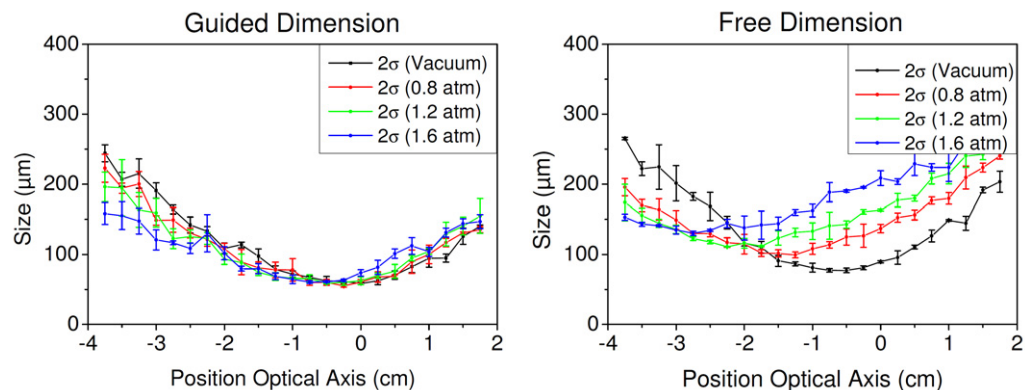 Guided Dimension
400
300
200
100
0
Size (µm)
2σ (Vacuum)
2σ (0.8 atm)
2σ (1.2 atm)
2σ (1.6 atm)
-4 -3 -2 -1 0 1 2
Position Optical Axis (cm)
Free Dimension
400
300
200
100
0
Size (µm)
2σ (Vacuum)
2σ (0.8 atm)
2σ (1.2 atm)
2σ (1.6 atm)
-4 -3 -2 -1 0 1 2
Position Optical Axis (cm)